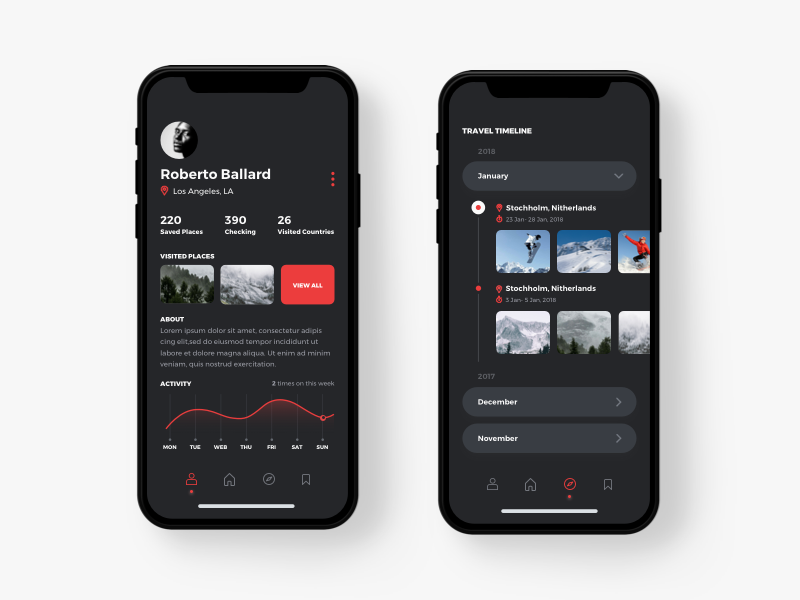 Roberto Ballard
Los Angeles, LA
220 390 26
Saved Places Checking Visited Countries
VISITED PLACES
VIEW ALL
ABOUT
Lorem ipsum dolor sit amet, consectetur adipis
cing elit,sed do eiusmod tempor incididunt ut
labore et dolore magna aliqua. Ut enim ad minim
veniam, quis nostrud exercitation.
ACTIVITY 2 times on this week
MON TUE WEB THU FRI SAT SUN
TRAVEL TIMELINE
2018
January
Stochholm, Nitherlands
23 Jan- 28 Jan, 2018
Stochholm, Nitherlands
3 Jan- 5 Jan, 2018
2017
December
November